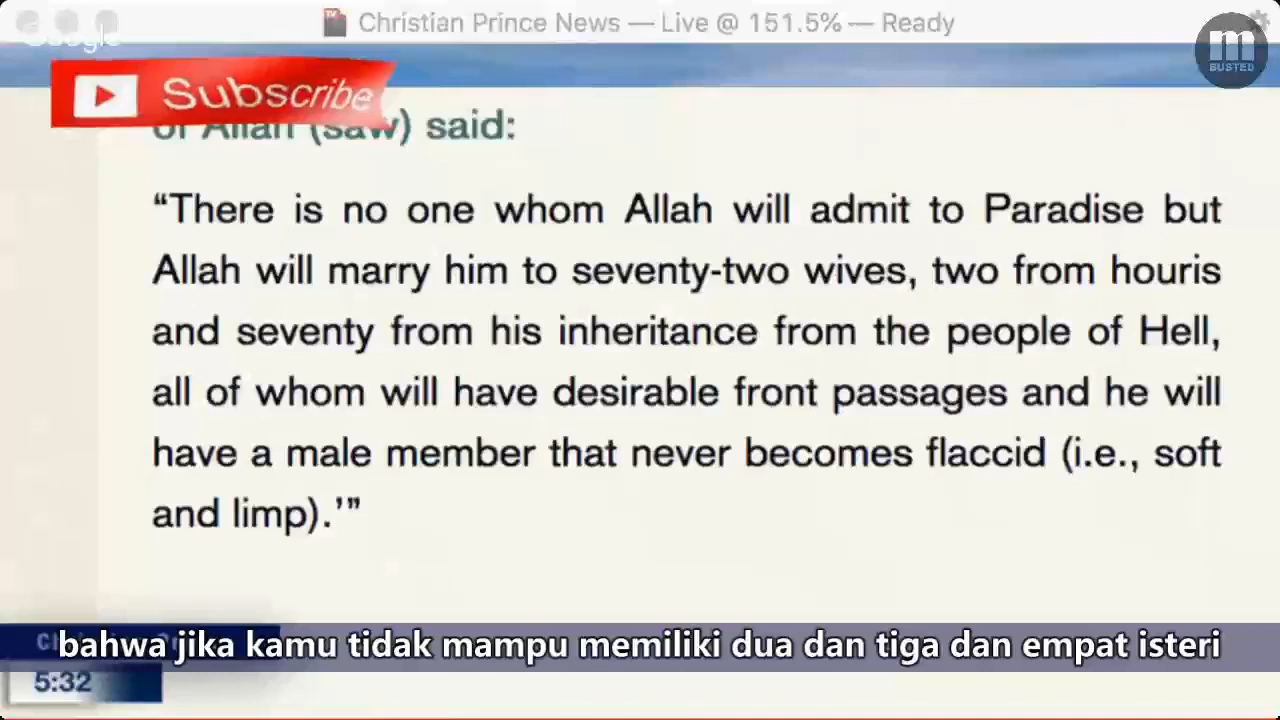 Christian Prince News — Live @ 151.5% — Ready
Google
m
BUSTED
Subscribe
of Allah (saw) said:
“There is no one whom Allah will admit to Paradise but
Allah will marry him to seventy-two wives, two from houris
and seventy from his inheritance from the people of Hell,
all of whom will have desirable front passages and he will
have a male member that never becomes flaccid (i.e., soft
and limp).’”
bahwa jika kamu tidak mampu memiliki dua dan tiga dan empat isteri
5:32